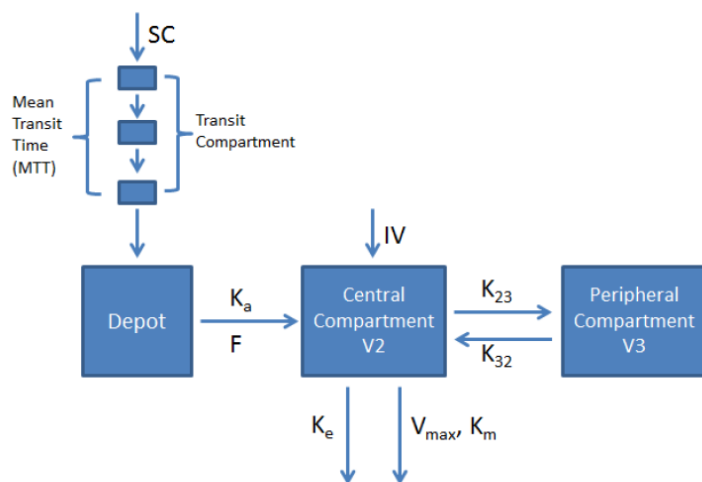 SC
Mean
Transit
Time
(MTT)
Transit
Compartment
IV
Depot
Ka
F
Central
Compartment
V2
K23
K32
Peripheral
Compartment
V3
Ke
Vmax, Km